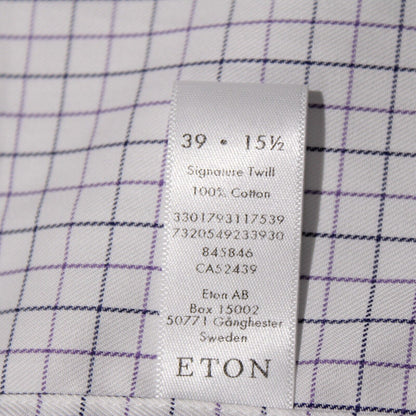 39 • 15½
Signature Twill
100% Cotton
3301793117539
7320549233930
845846
CA52439
Eton AB
Box 15002
50771 Gånghester
Sweden
ETON